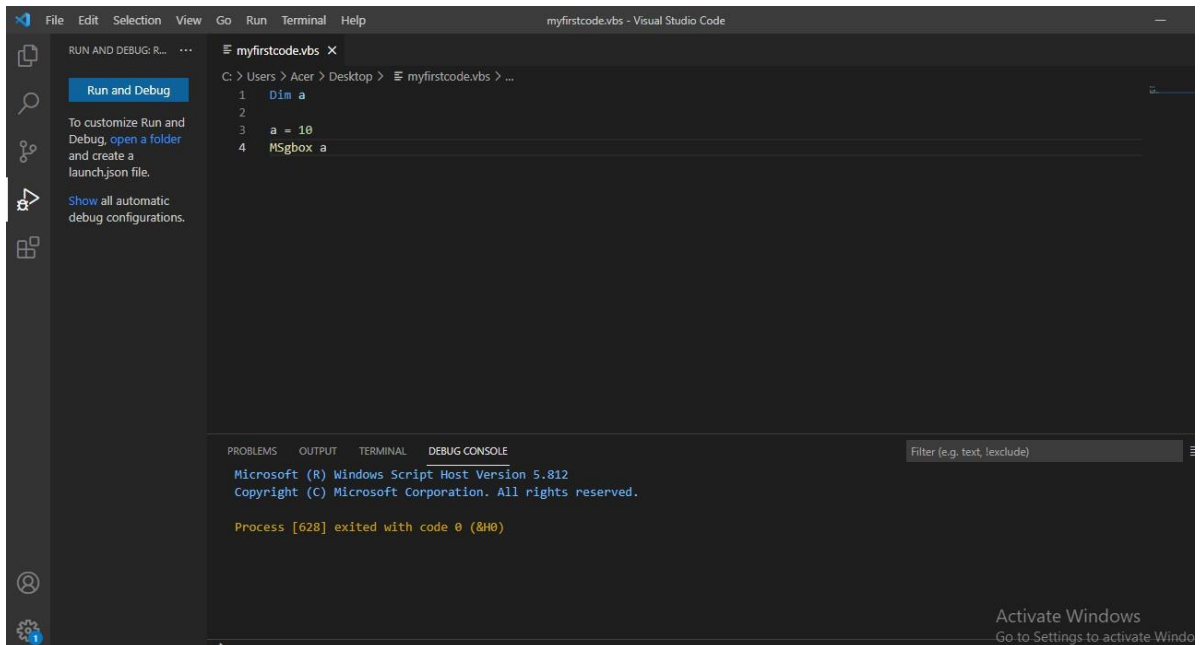 File Edit Selection View Go Run Terminal Help
myfirstcode.vbs - Visual Studio Code
RUN AND DEBUG: R... ...
Run and Debug
To customize Run and
Debug, open a folder
and create a
launch.json file.
Show all automatic
debug configurations.
myfirstcode.vbs
C: > Users > Acer > Desktop > myfirstcode.vbs > ...
1 Dim a
2
3 a = 10
4 MSgbox a
PROBLEMS OUTPUT TERMINAL DEBUG CONSOLE
Filter (e.g. text, !exclude)
Microsoft (R) Windows Script Host Version 5.812
Copyright (C) Microsoft Corporation. All rights reserved.
Process [628] exited with code 0 (&H0)
1
Activate Windows
Go to Settings to activate Windo